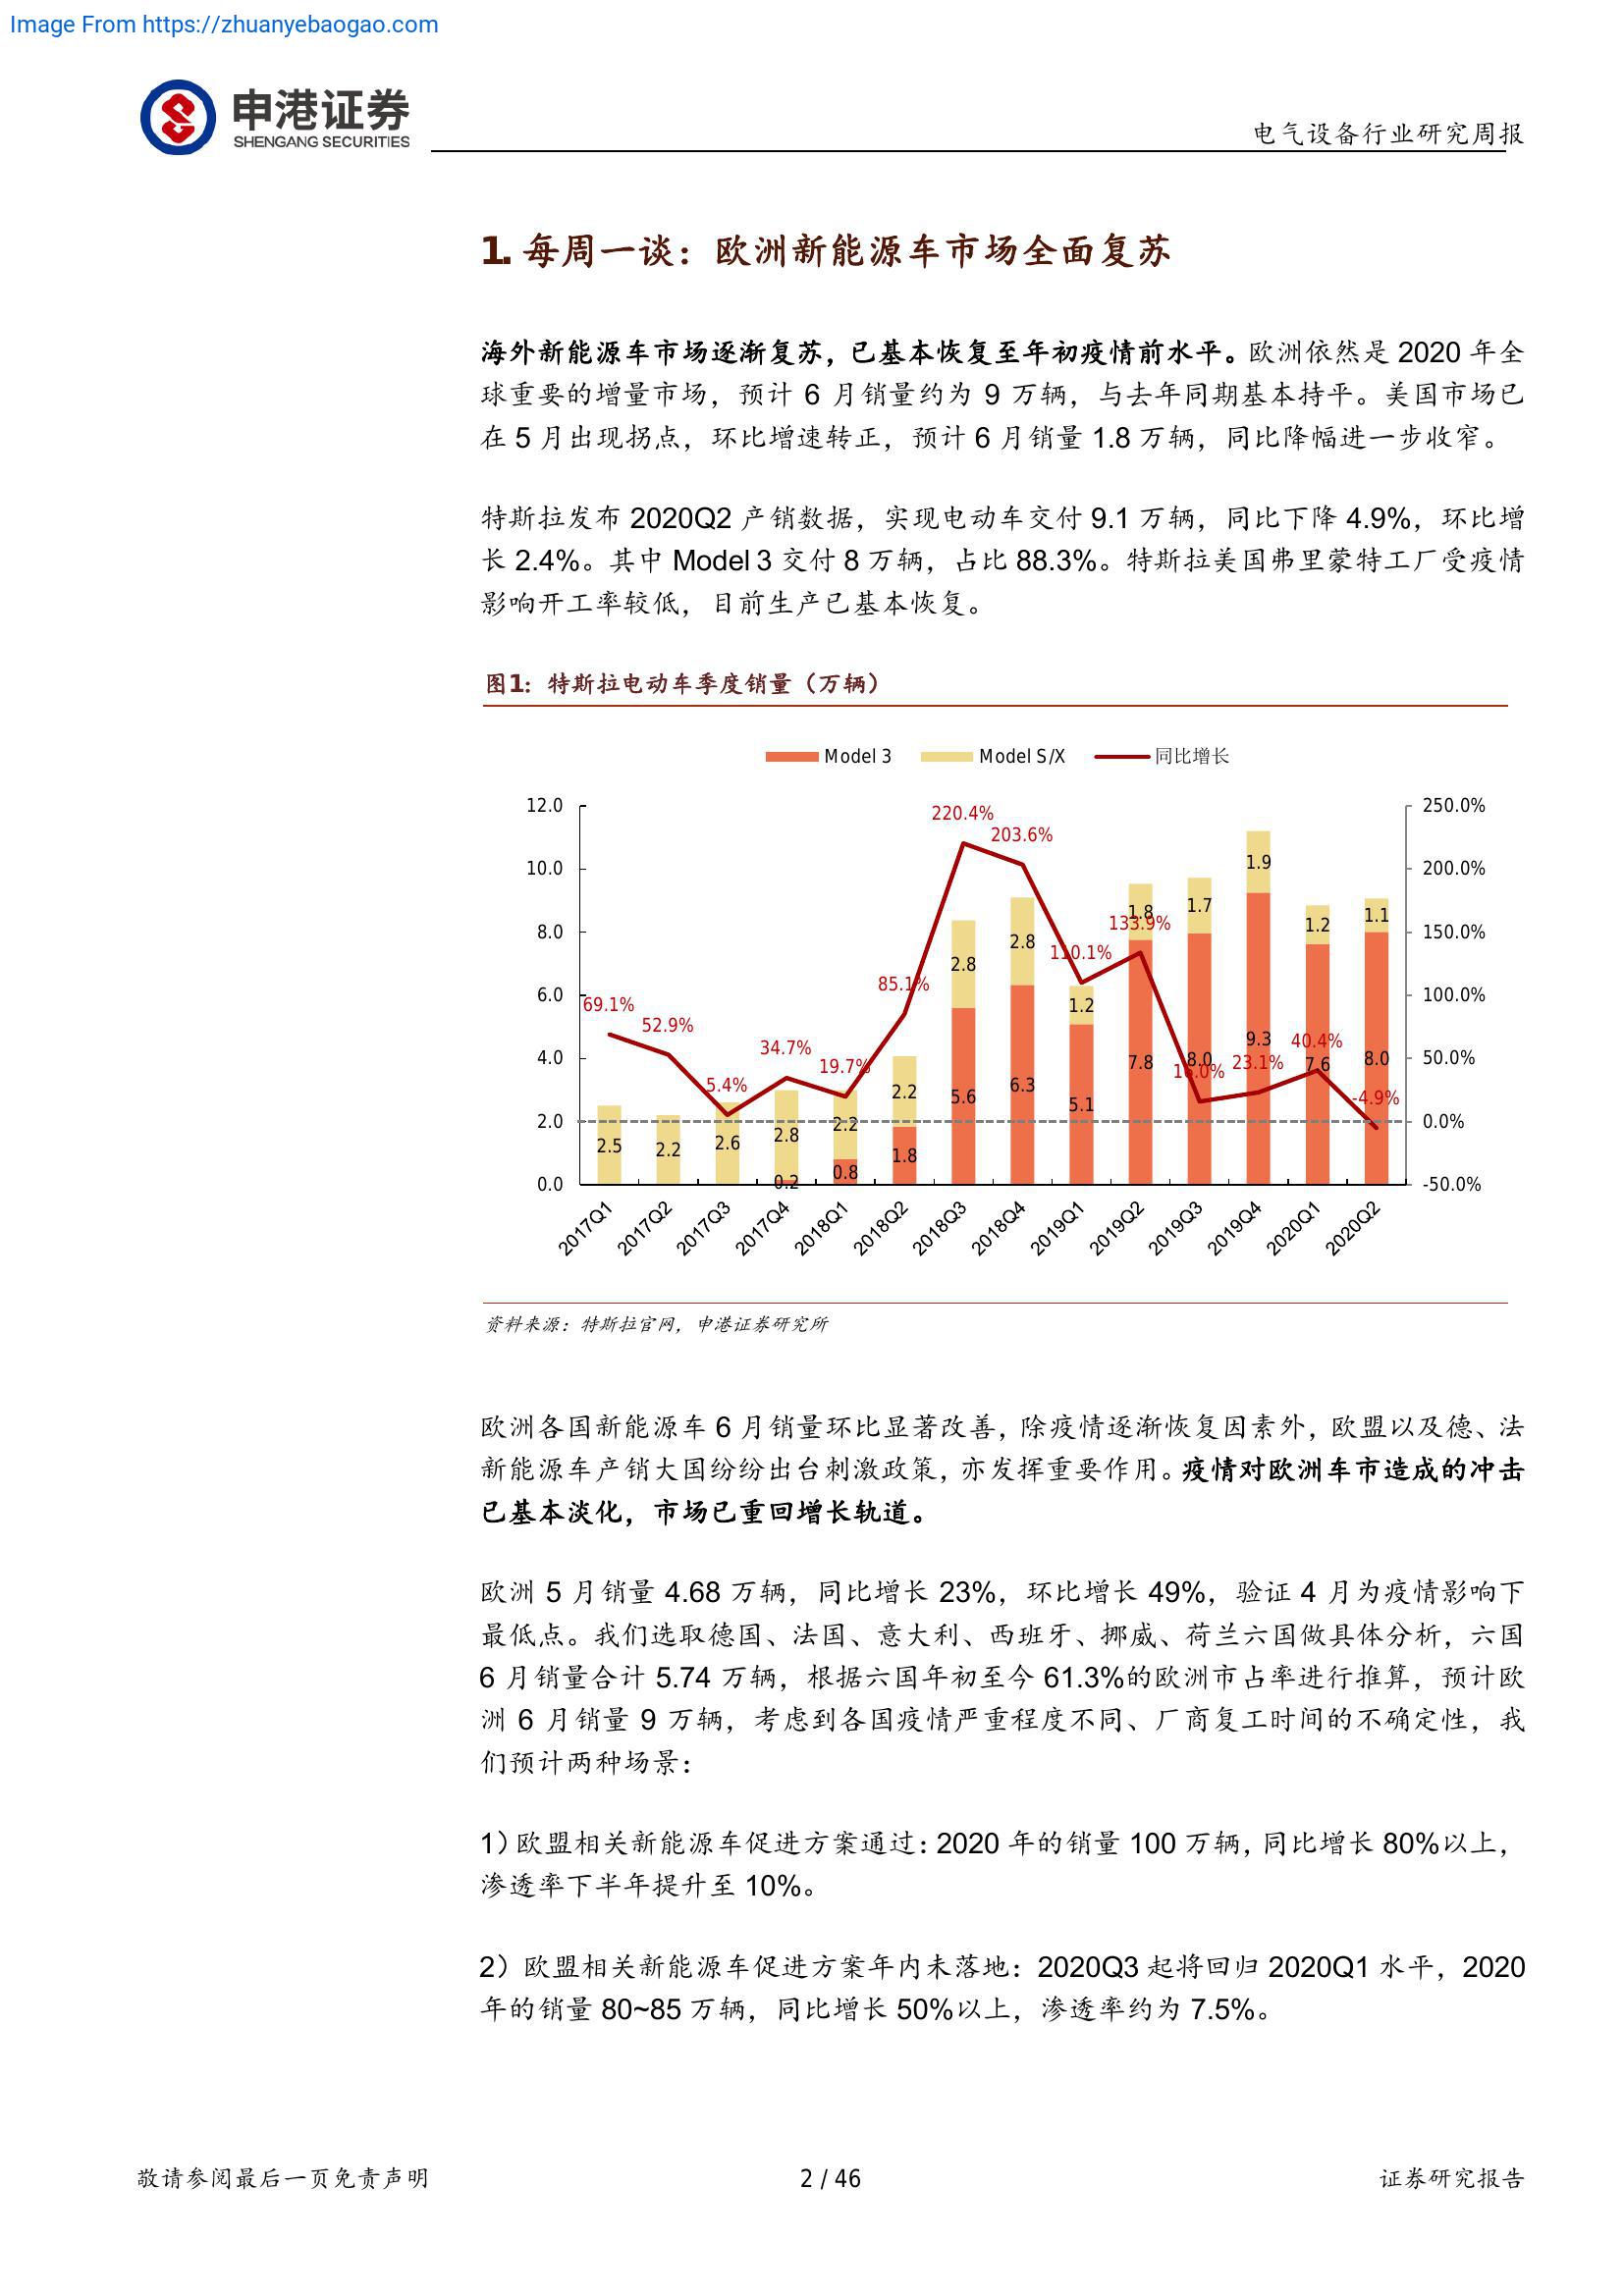 Image From https://zhuanyebaogao.com
申港证券
SHENGANG SECURITIES
电气设备行业研究周报
1. 每周一谈：欧洲新能源车市场全面复苏
海外新能源车市场逐渐复苏，已基本恢复至年初疫情前水平。欧洲依然是 2020 年全
球重要的增量市场，预计 6 月销量约为 9 万辆，与去年同期基本持平。美国市场已
在 5 月出现拐点，环比增速转正，预计 6 月销量 1.8 万辆，同比降幅进一步收窄。
特斯拉发布 2020Q2 产销数据，实现电动车交付 9.1 万辆，同比下降 4.9%，环比增
长 2.4%。其中 Model 3 交付 8 万辆，占比 88.3%。特斯拉美国弗里蒙特工厂受疫情
影响开工率较低，目前生产已基本恢复。
图1：特斯拉电动车季度销量（万辆）
Model 3 Model S/X 同比增长
12.0
10.0
8.0
6.0
4.0
2.0
0.0
250.0%
200.0%
150.0%
100.0%
50.0%
0.0%
-50.0%
69.1% 52.9% 5.4% 34.7% 19.7% 85.1% 220.4% 203.6% 110.1% 133.9% 16.0% 23.1% 40.4% -4.9%
2.5 2.2 2.6 2.8 2.2 2.2 2.8 2.8 1.2 1.8 1.7 1.9 1.2 1.1
0.2 0.8 1.8 5.6 6.3 5.1 7.8 8.0 9.3 7.6 8.0
2017Q1 2017Q2 2017Q3 2017Q4 2018Q1 2018Q2 2018Q3 2018Q4 2019Q1 2019Q2 2019Q3 2019Q4 2020Q1 2020Q2
资料来源：特斯拉官网，申港证券研究所
欧洲各国新能源车 6 月销量环比显著改善，除疫情逐渐恢复因素外，欧盟以及德、法
新能源车产销大国纷纷出台刺激政策，亦发挥重要作用。疫情对欧洲车市造成的冲击
已基本淡化，市场已重回增长轨道。
欧洲 5 月销量 4.68 万辆，同比增长 23%，环比增长 49%，验证 4 月为疫情影响下
最低点。我们选取德国、法国、意大利、西班牙、挪威、荷兰六国做具体分析，六国
6 月销量合计 5.74 万辆，根据六国年初至今 61.3%的欧洲市占率进行推算，预计欧
洲 6 月销量 9 万辆，考虑到各国疫情严重程度不同、厂商复工时间的不确定性，我
们预计两种场景：
1）欧盟相关新能源车促进方案通过：2020 年的销量 100 万辆，同比增长 80%以上，
渗透率下半年提升至 10%。
2）欧盟相关新能源车促进方案年内未落地：2020Q3 起将回归 2020Q1 水平，2020
年的销量 80~85 万辆，同比增长 50%以上，渗透率约为 7.5%。
敬请参阅最后一页免责声明
2 / 46
证券研究报告